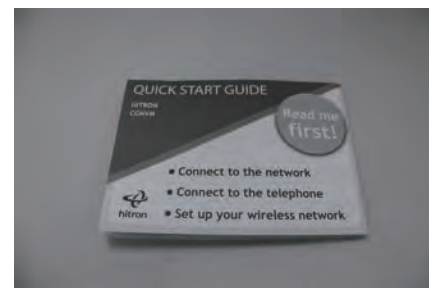 QUICK START GUIDE
HITRON
Read me
first!
• Connect to the network
• Connect to the telephone
• Set up your wireless network
hitron